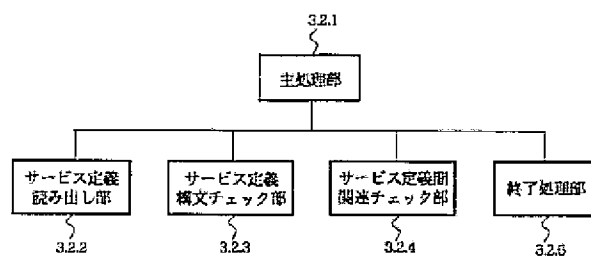 3.2.1
主処理部
サービス定義
読み出し部
サービス定義
構文チェック部
サービス定義間
関連チェック部
終了処理部
3.2.2
3.2.3
3.2.4
3.2.5